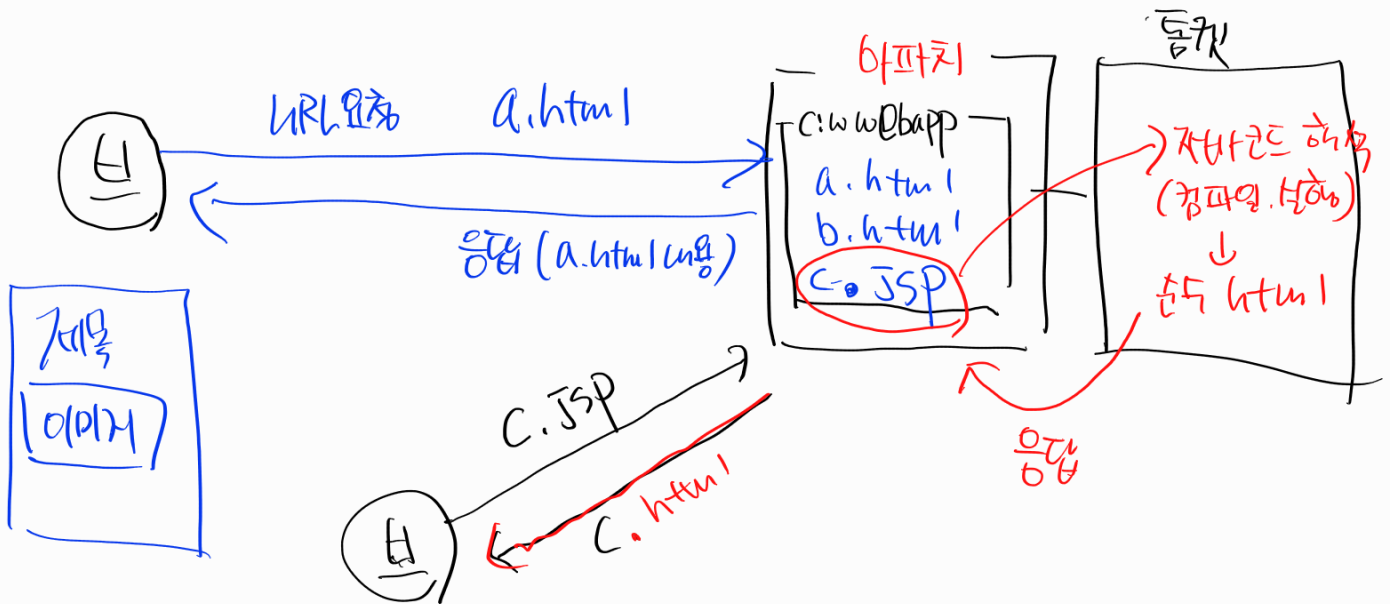 톰캣
아파치
URL요청 a.html
C:\webapp
a.html
b.html
C.JSP
자바코드 해석
(컴파일.실행)
순수 html
브
응답 (a.html내용)
제목
이미지
C.JSP
응답
C.html
브